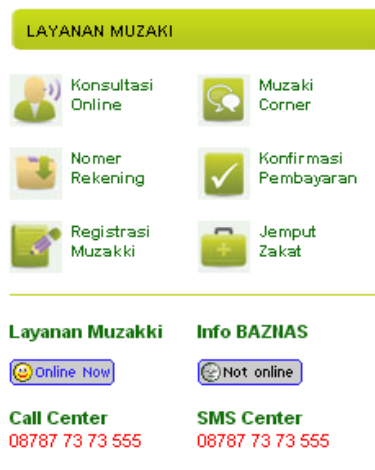 LAYANAN MUZAKI
Konsultasi
Online
Muzaki
Corner
Nomer
Rekening
Konfirmasi
Pembayaran
Registrasi
Muzakki
Jemput
Zakat
Layanan Muzakki
Info BAZNAS
Online Now
Not online
Call Center
08787 73 73 555
SMS Center
08787 73 73 555